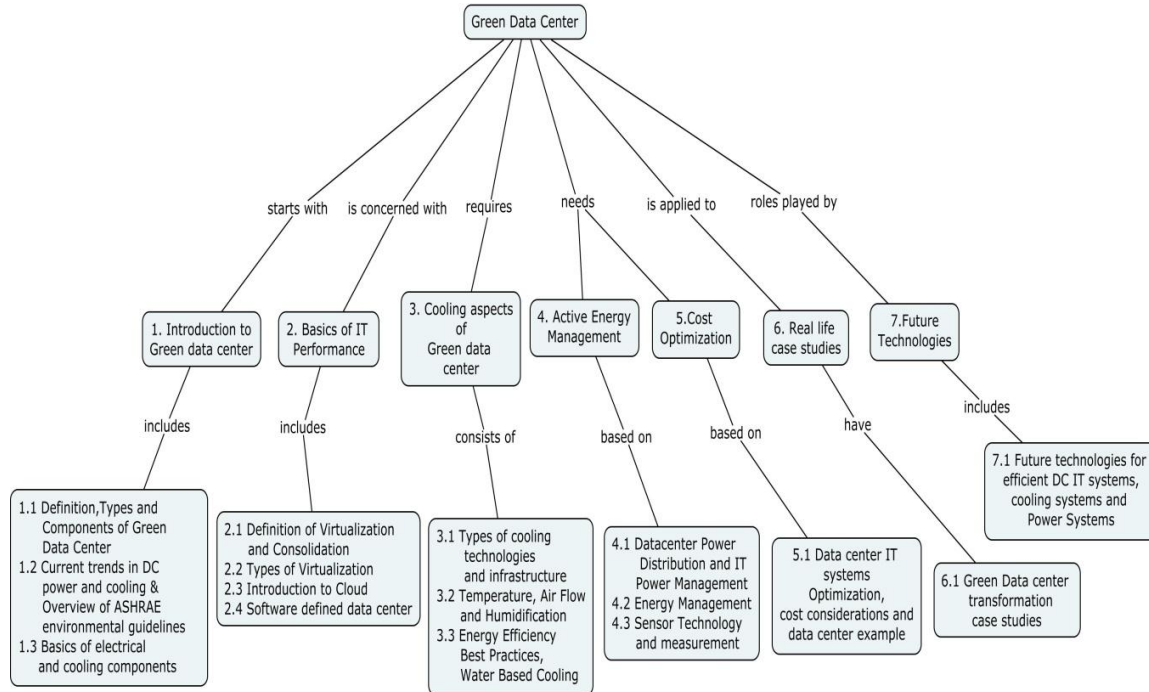 Green Data Center
starts with
is concerned with
requires
needs
is applied to
roles played by
1. Introduction to
Green data center
2. Basics of IT
Performance
3. Cooling aspects
of
Green data
center
4. Active Energy
Management
5.Cost
Optimization
6. Real life
case studies
7.Future
Technologies
includes
includes
consists of
based on
based on
have
includes
1.1 Definition,Types and
Components of Green
Data Center
1.2 Current trends in DC
power and cooling &
Overview of ASHRAE
environmental guidelines
1.3 Basics of electrical
and cooling components
2.1 Definition of Virtualization
and Consolidation
2.2 Types of Virtualization
2.3 Introduction to Cloud
2.4 Software defined data center
3.1 Types of cooling
technologies
and infrastructure
3.2 Temperature, Air Flow
and Humidification
3.3 Energy Efficiency
Best Practices,
Water Based Cooling
4.1 Datacenter Power
Distribution and IT
Power Management
4.2 Energy Management
4.3 Sensor Technology
and measurement
5.1 Data center IT
systems
Optimization,
cost considerations and
data center example
6.1 Green Data center
transformation
case studies
7.1 Future technologies for
efficient DC IT systems,
cooling systems and
Power Systems